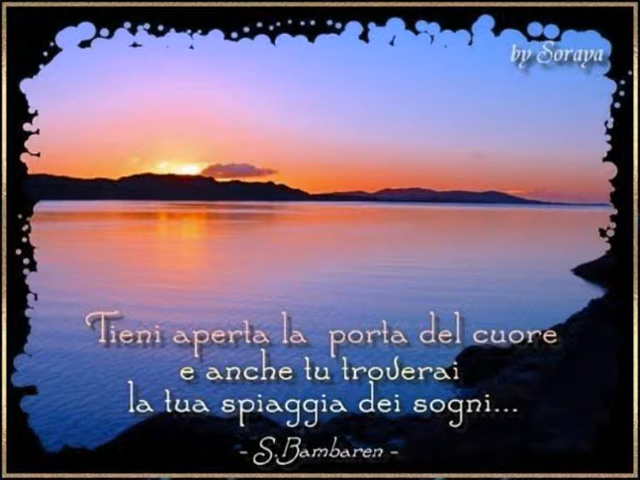 by Soraya
Tieni aperta la porta del cuore
e anche tu troverai
la tua spiaggia dei sogni...
- S.Bambaren -